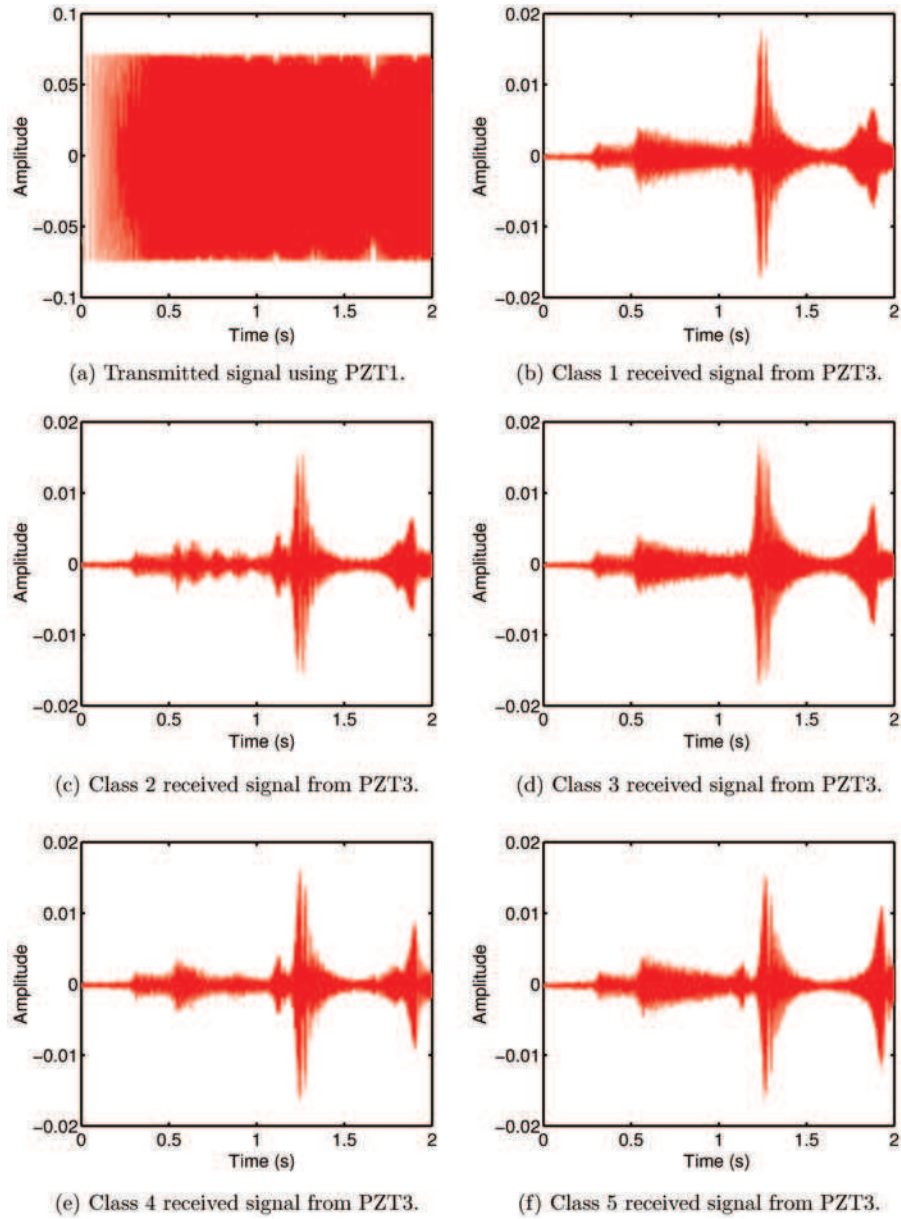 0.1
0.05
0
−0.05
−0.1
Amplitude
0 0.5 1 1.5 2
Time (s)
(a) Transmitted signal using PZT1.
0.02
0.01
0
−0.01
−0.02
Amplitude
0 0.5 1 1.5 2
Time (s)
(b) Class 1 received signal from PZT3.
0.02
0.01
0
−0.01
−0.02
Amplitude
0 0.5 1 1.5 2
Time (s)
(c) Class 2 received signal from PZT3.
0.02
0.01
0
−0.01
−0.02
Amplitude
0 0.5 1 1.5 2
Time (s)
(d) Class 3 received signal from PZT3.
0.02
0.01
0
−0.01
−0.02
Amplitude
0 0.5 1 1.5 2
Time (s)
(e) Class 4 received signal from PZT3.
0.02
0.01
0
−0.01
−0.02
Amplitude
0 0.5 1 1.5 2
Time (s)
(f) Class 5 received signal from PZT3.